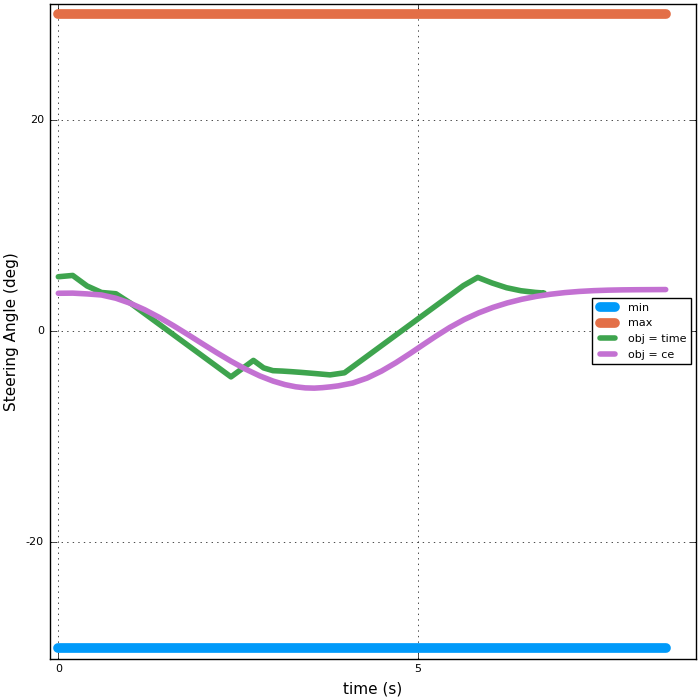 20
0
-20
Steering Angle (deg)
min
max
obj = time
obj = ce
0
5
time (s)